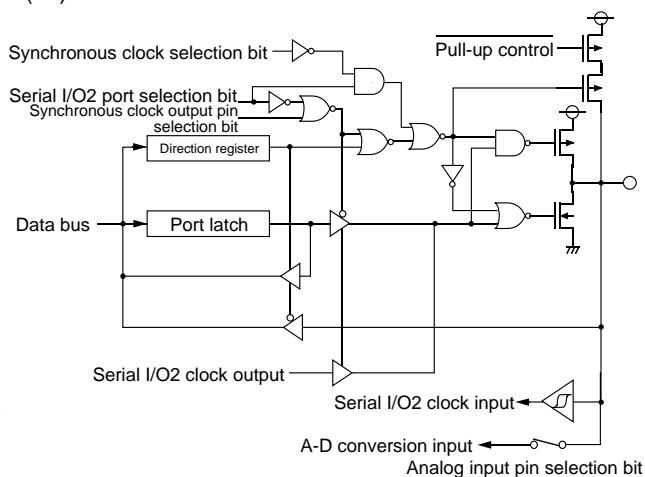 Synchronous clock selection bit
Pull-up control
Serial I/O2 port selection bit
Synchronous clock output pin
selection bit
Direction register
Data bus
Port latch
Serial I/O2 clock output
Serial I/O2 clock input
A-D conversion input
Analog input pin selection bit